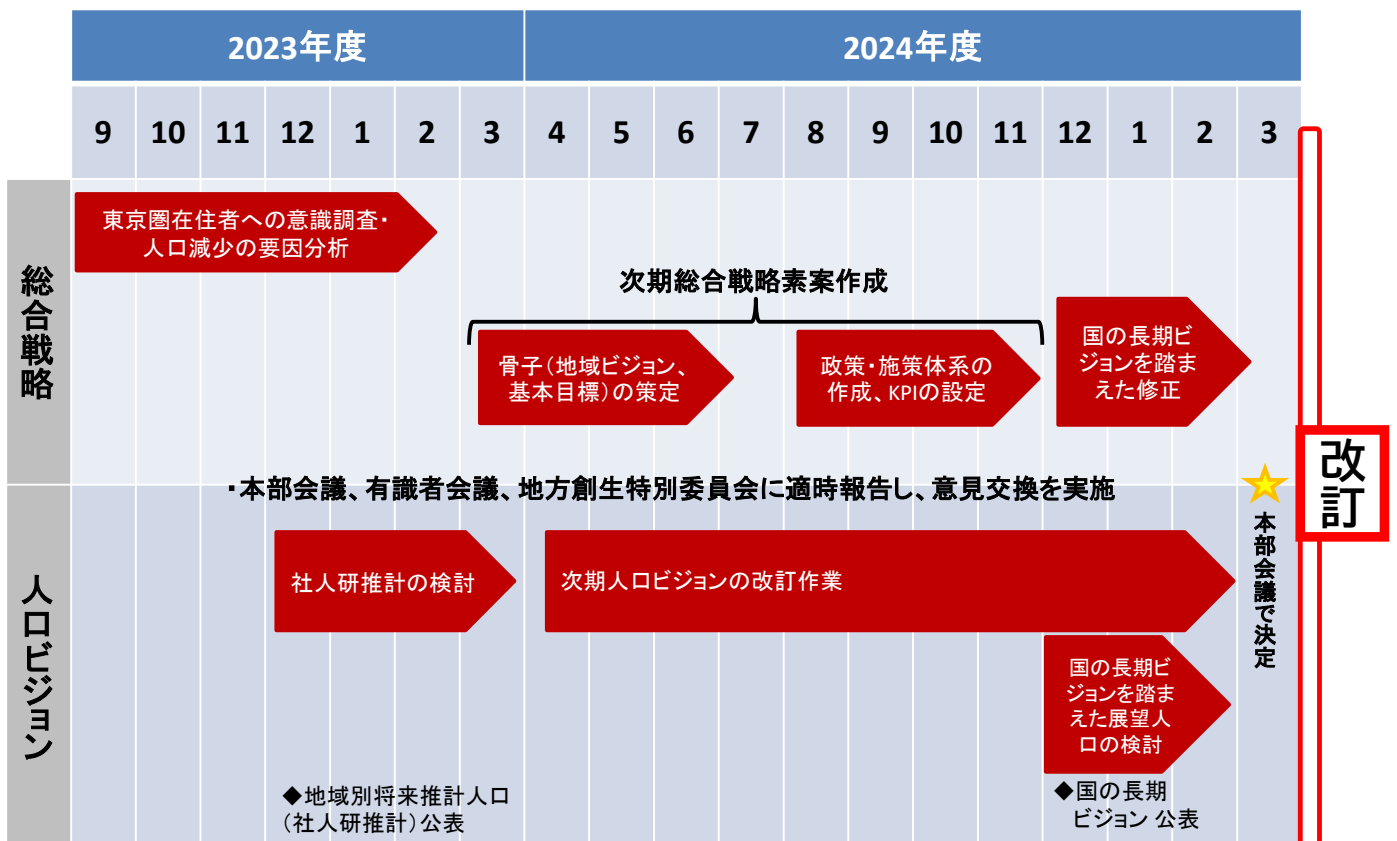 2023年度
2024年度
9 10 11 12 1 2 3 4 5 6 7 8 9 10 11 12 1 2 3
総合戦略
東京圏在住者への意識調査・
人口減少の要因分析
次期総合戦略素案作成
骨子(地域ビジョン、
基本目標)の策定
政策・施策体系の
作成、KPIの設定
国の長期ビ
ジョンを踏ま
えた修正
・本部会議、有識者会議、地方創生特別委員会に適時報告し、意見交換を実施
改訂
本部会議で決定
人口ビジョン
社人研推計の検討
次期人口ビジョンの改訂作業
国の長期ビ
ジョンを踏ま
えた展望人
口の検討
◆地域別将来推計人口
(社人研推計)公表
◆国の長期
ビジョン 公表